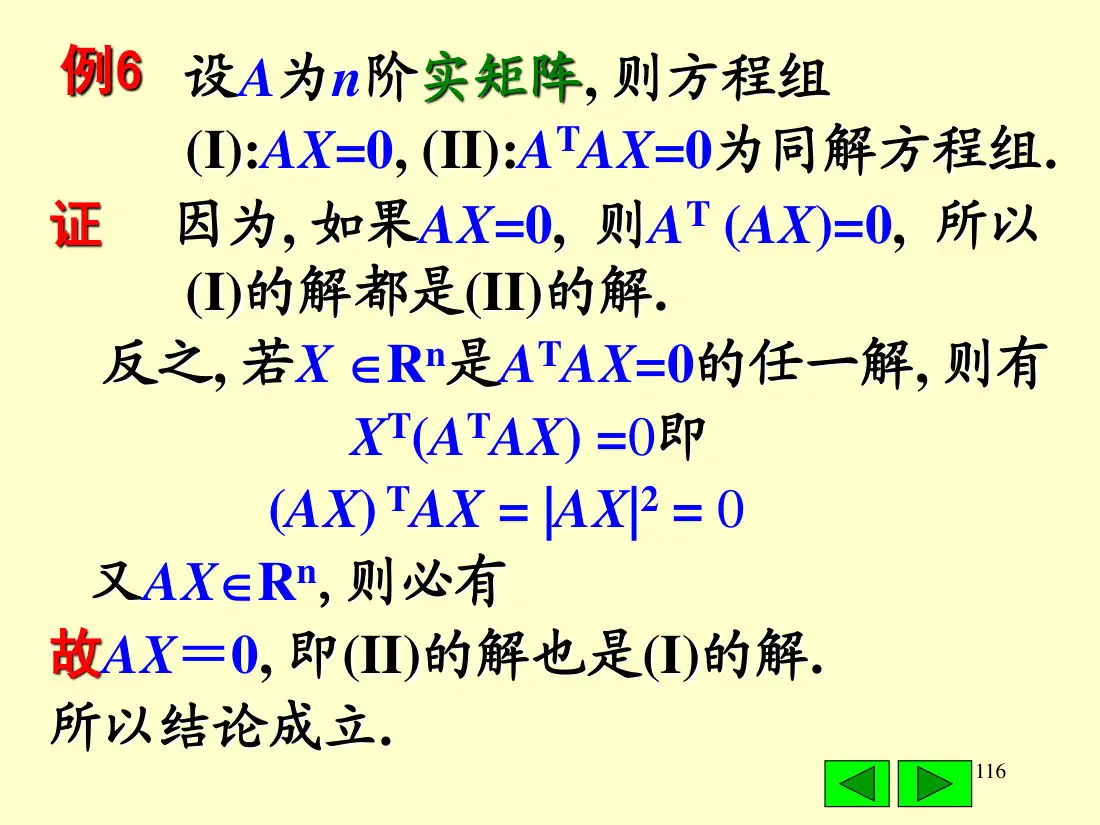 例6 设A为n阶实矩阵, 则方程组
(I):AX=0, (II):AᵀAX=0为同解方程组.
证 因为, 如果AX=0, 则Aᵀ (AX)=0, 所以
(I)的解都是(II)的解.
反之, 若X ∈Rⁿ是AᵀAX=0的任一解, 则有
Xᵀ(AᵀAX) =0即
(AX) ᵀAX = |AX|² = 0
又AX∈Rⁿ, 则必有
故AX＝0, 即(II)的解也是(I)的解.
所以结论成立.
116